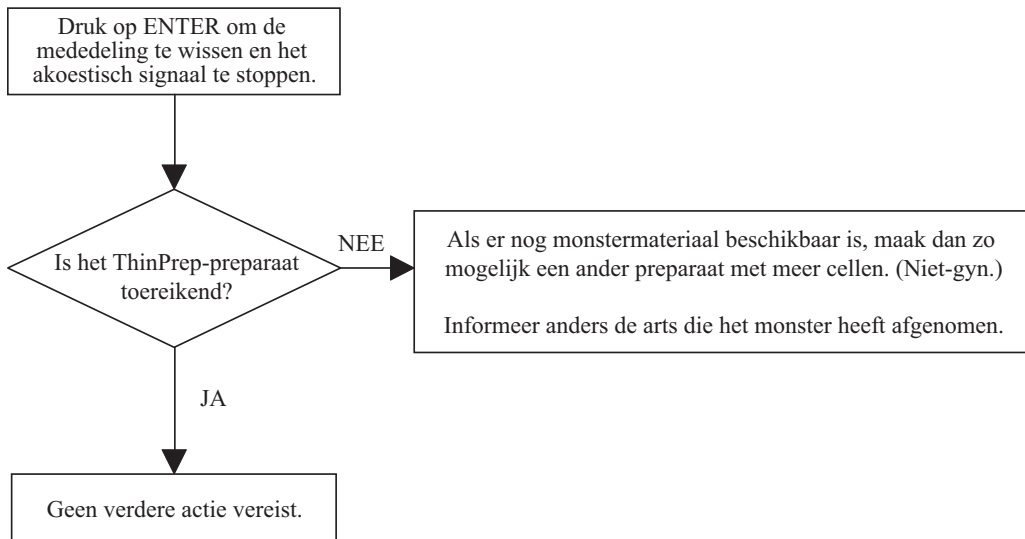 Druk op ENTER om de
mededeling te wissen en het
akoestisch signaal te stoppen.
Is het ThinPrep-preparaat
toereikend?
NEE
Als er nog monstermateriaal beschikbaar is, maak dan zo
mogelijk een ander preparaat met meer cellen. (Niet-gyn.)
Informeer anders de arts die het monster heeft afgenomen.
JA
Geen verdere actie vereist.